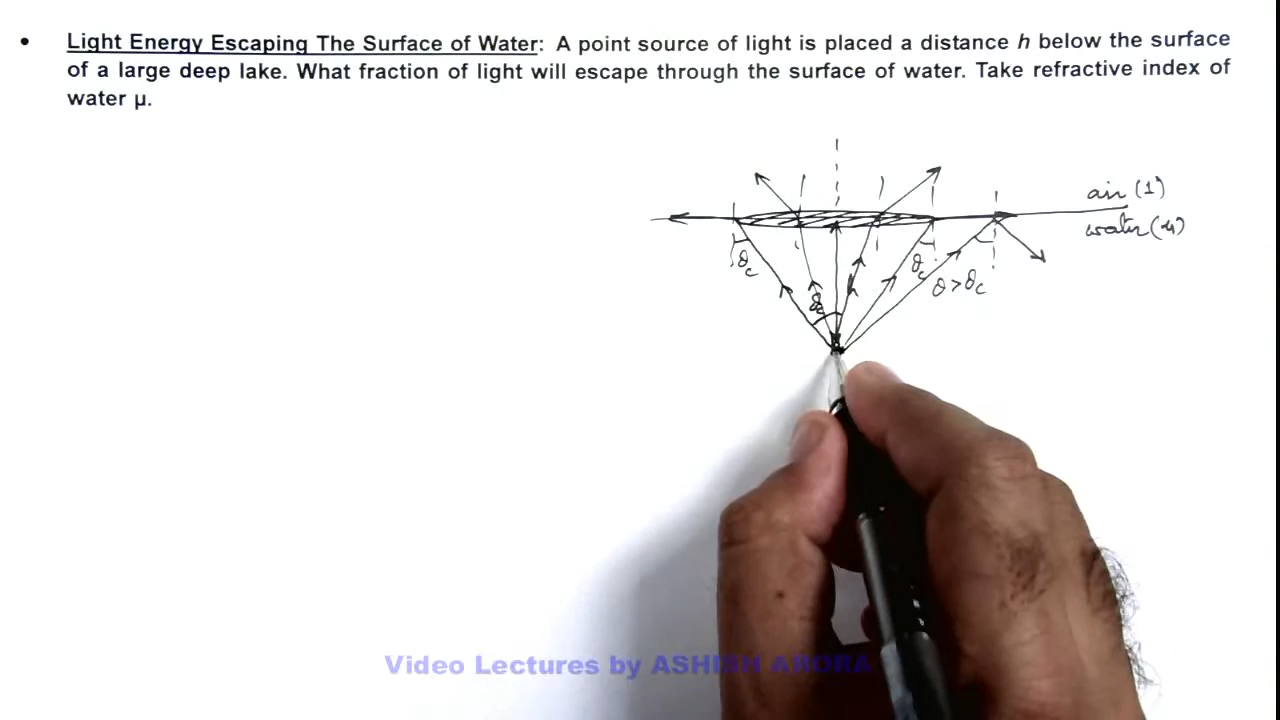 • Light Energy Escaping The Surface of Water: A point source of light is placed a distance h below the surface
of a large deep lake. What fraction of light will escape through the surface of water. Take refractive index of
water μ.
air (1)
water (μ)
θc
θc
θ > θc
θc
Video Lectures by ASHISH ARORA